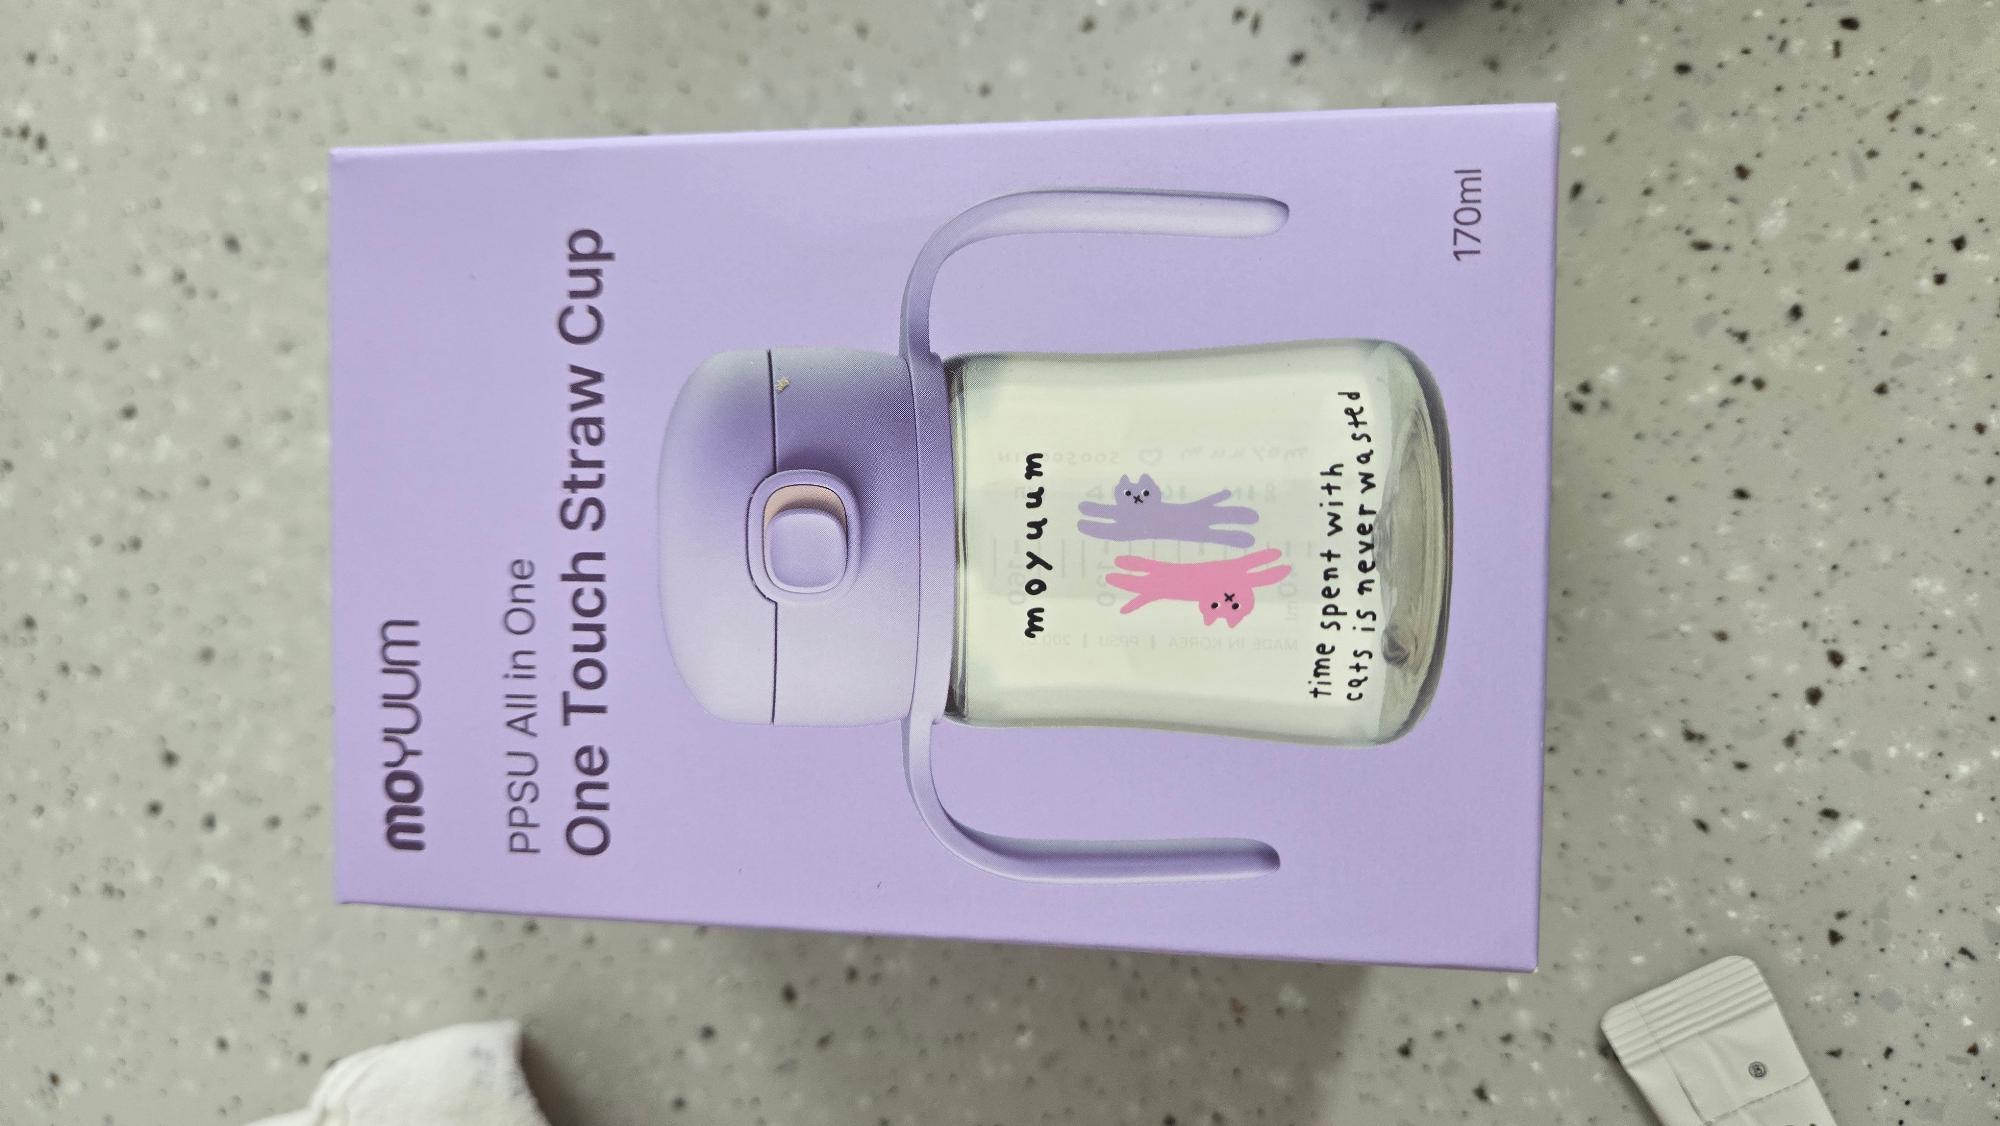 moyuum
PPSU All in One
One Touch Straw Cup
moyuum
time spent with
cats is never wasted
170ml